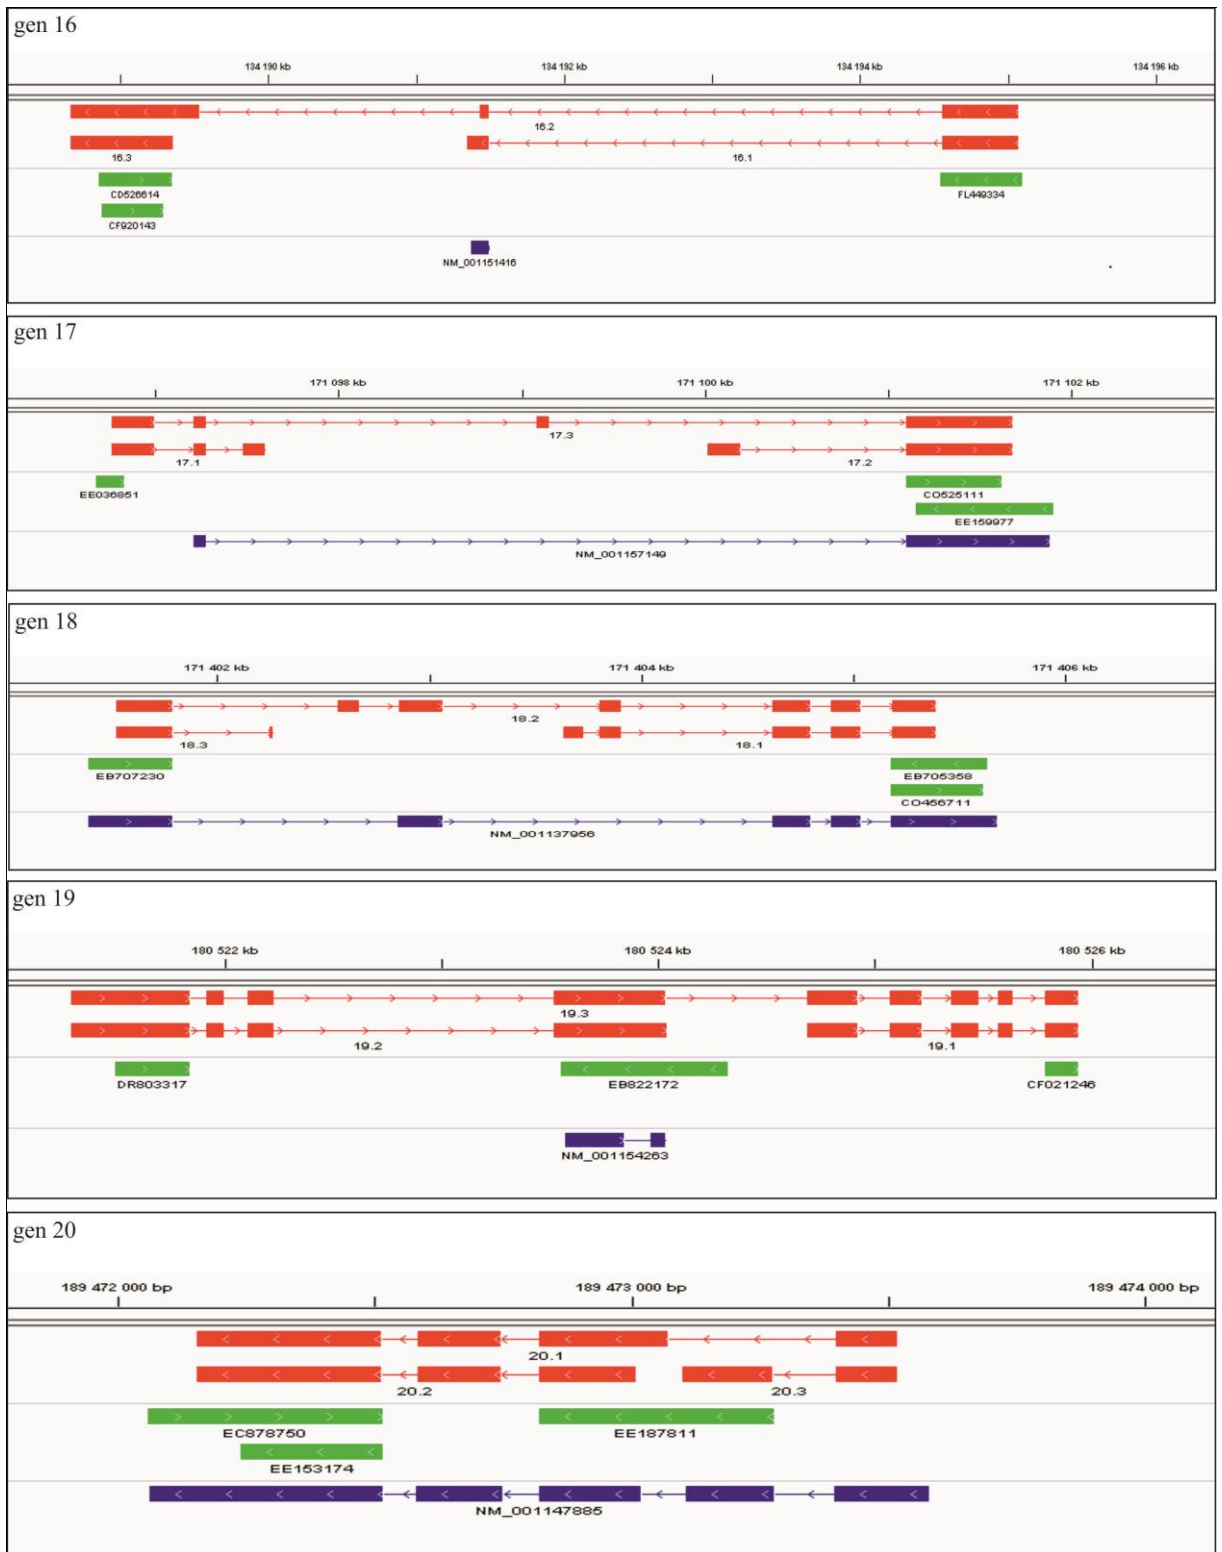 gen 16
134 190 kb 134 192 kb 134 194 kb 134 196 kb
16.2
16.3 16.1
CD526614 FL449334
CF920143
NM_001151416
gen 17
171 098 kb 171 100 kb 171 102 kb
17.3
17.1 17.2
EE036851 CO525111
EE159977
NM_001157149
gen 18
171 402 kb 171 404 kb 171 406 kb
18.2
18.3 18.1
EB707230 EB705358
CO456711
NM_001137956
gen 19
180 522 kb 180 524 kb 180 526 kb
19.3
19.2 19.1
DR803317 EB822172 CF021246
NM_001154263
gen 20
189 472 000 bp 189 473 000 bp 189 474 000 bp
20.1
20.2 20.3
EC878750 EE187811
EE153174
NM_001147885